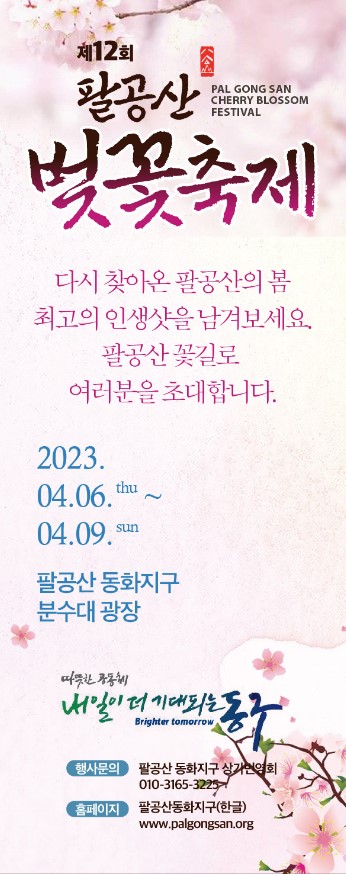 제12회
팔공산
PAL GONG SAN
CHERRY BLOSSOM
FESTIVAL
벚꽃축제
다시 찾아온 팔공산의 봄
최고의 인생샷을 남겨보세요.
팔공산 꽃길로
여러분을 초대합니다.
2023.
04.06. thu ~
04.09. sun
팔공산 동화지구
분수대 광장
따뜻한 공동체
내일이 더 기대되는 동구
Brighter tomorrow
행사문의 팔공산 동화지구 상가번영회
010-3165-3225
홈페이지 팔공산동화지구(한글)
www.palgongsan.org